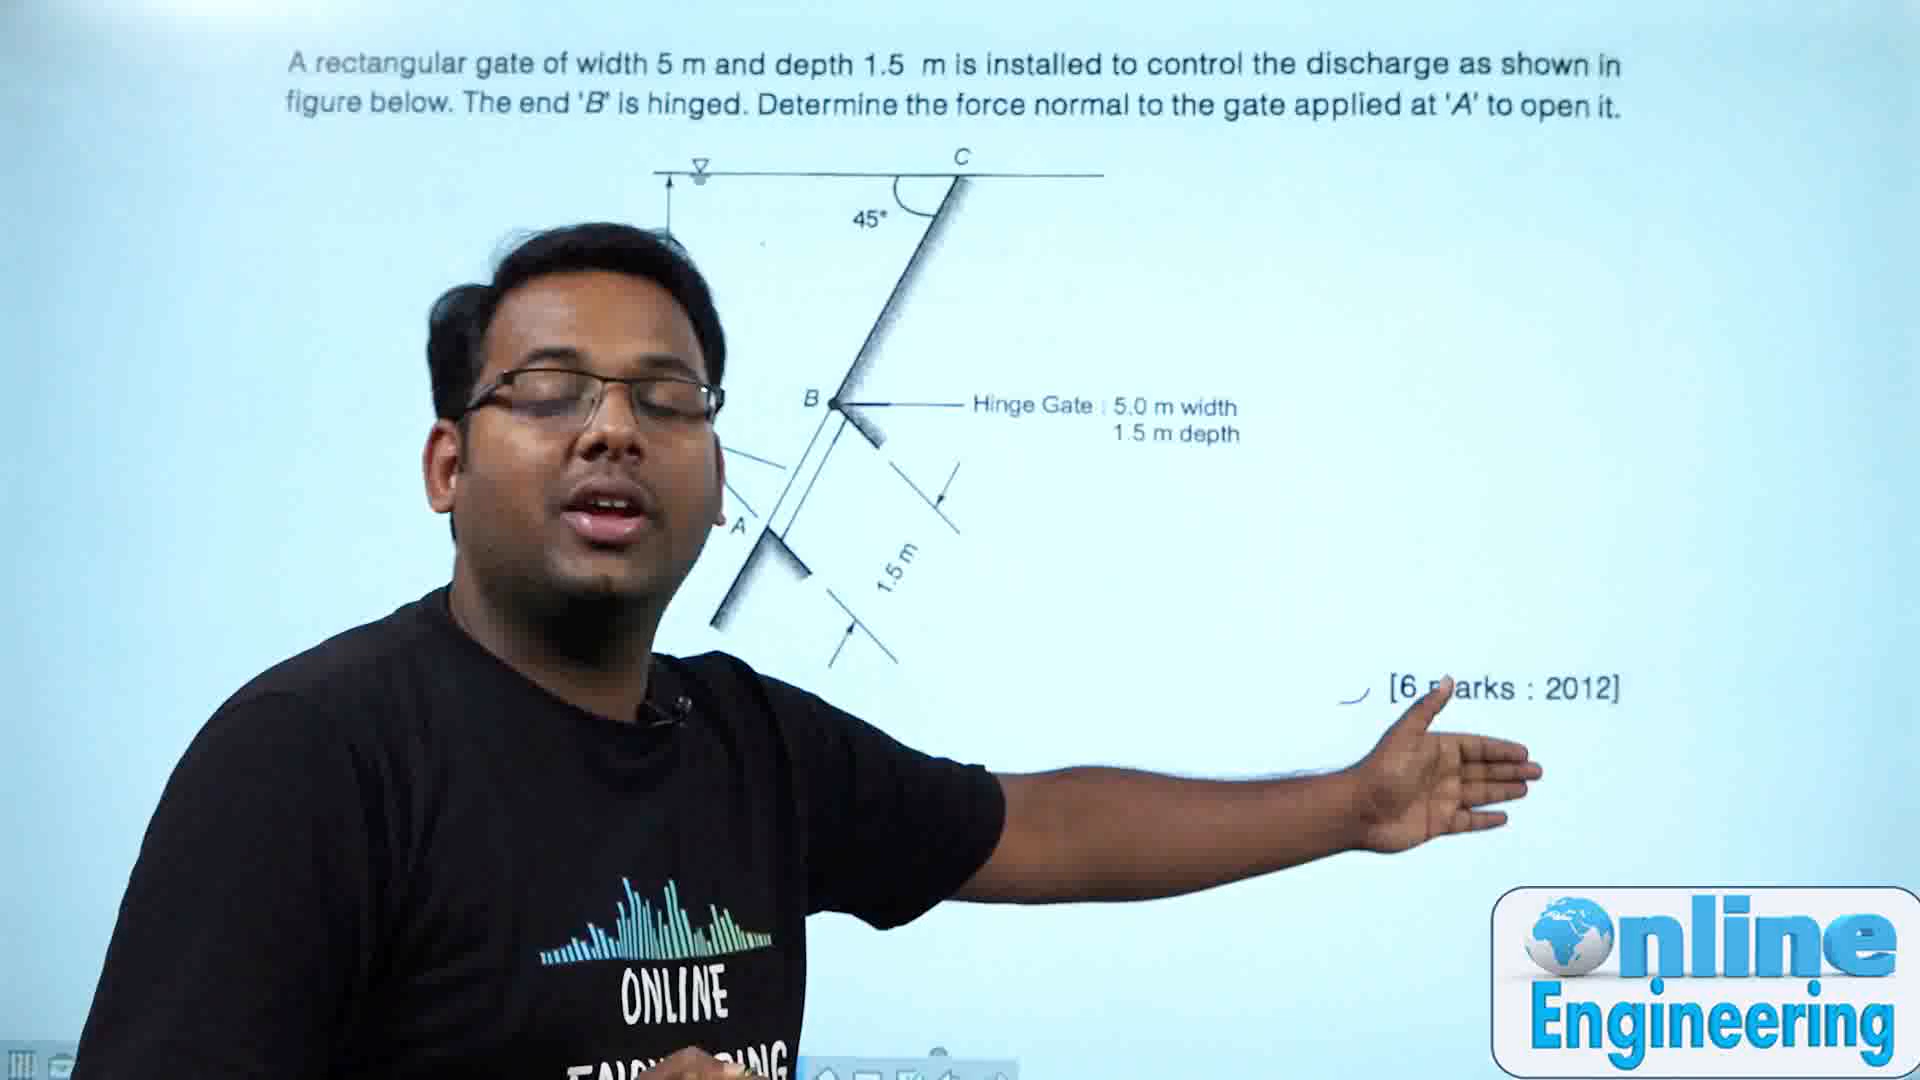 A rectangular gate of width 5 m and depth 1.5 m is installed to control the discharge as shown in
figure below. The end 'B' is hinged. Determine the force normal to the gate applied at 'A' to open it.
C
45°
B
Hinge Gate : 5.0 m width
1.5 m depth
A
1.5 m
[6 marks : 2012]
Online
Engineering
ONLINE